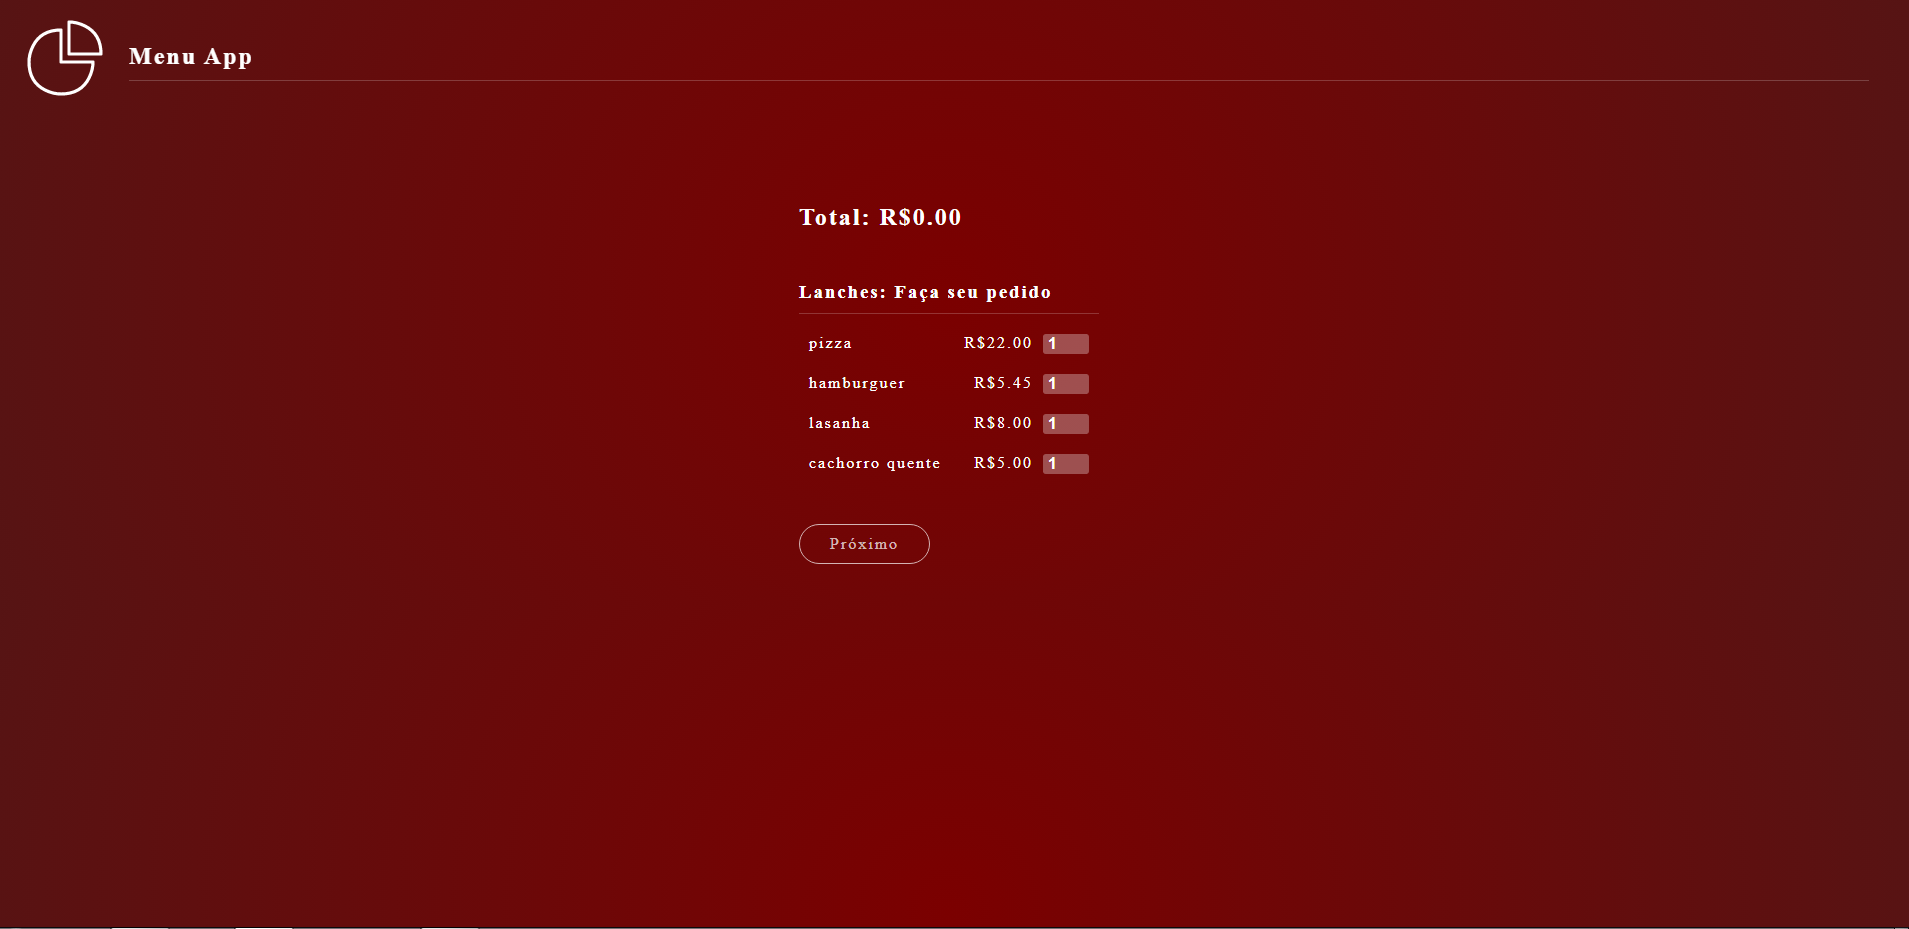 Menu App
Total: R$0.00
Lanches: Faça seu pedido
pizza R$22.00 1
hamburguer R$5.45 1
lasanha R$8.00 1
cachorro quente R$5.00 1
Próximo